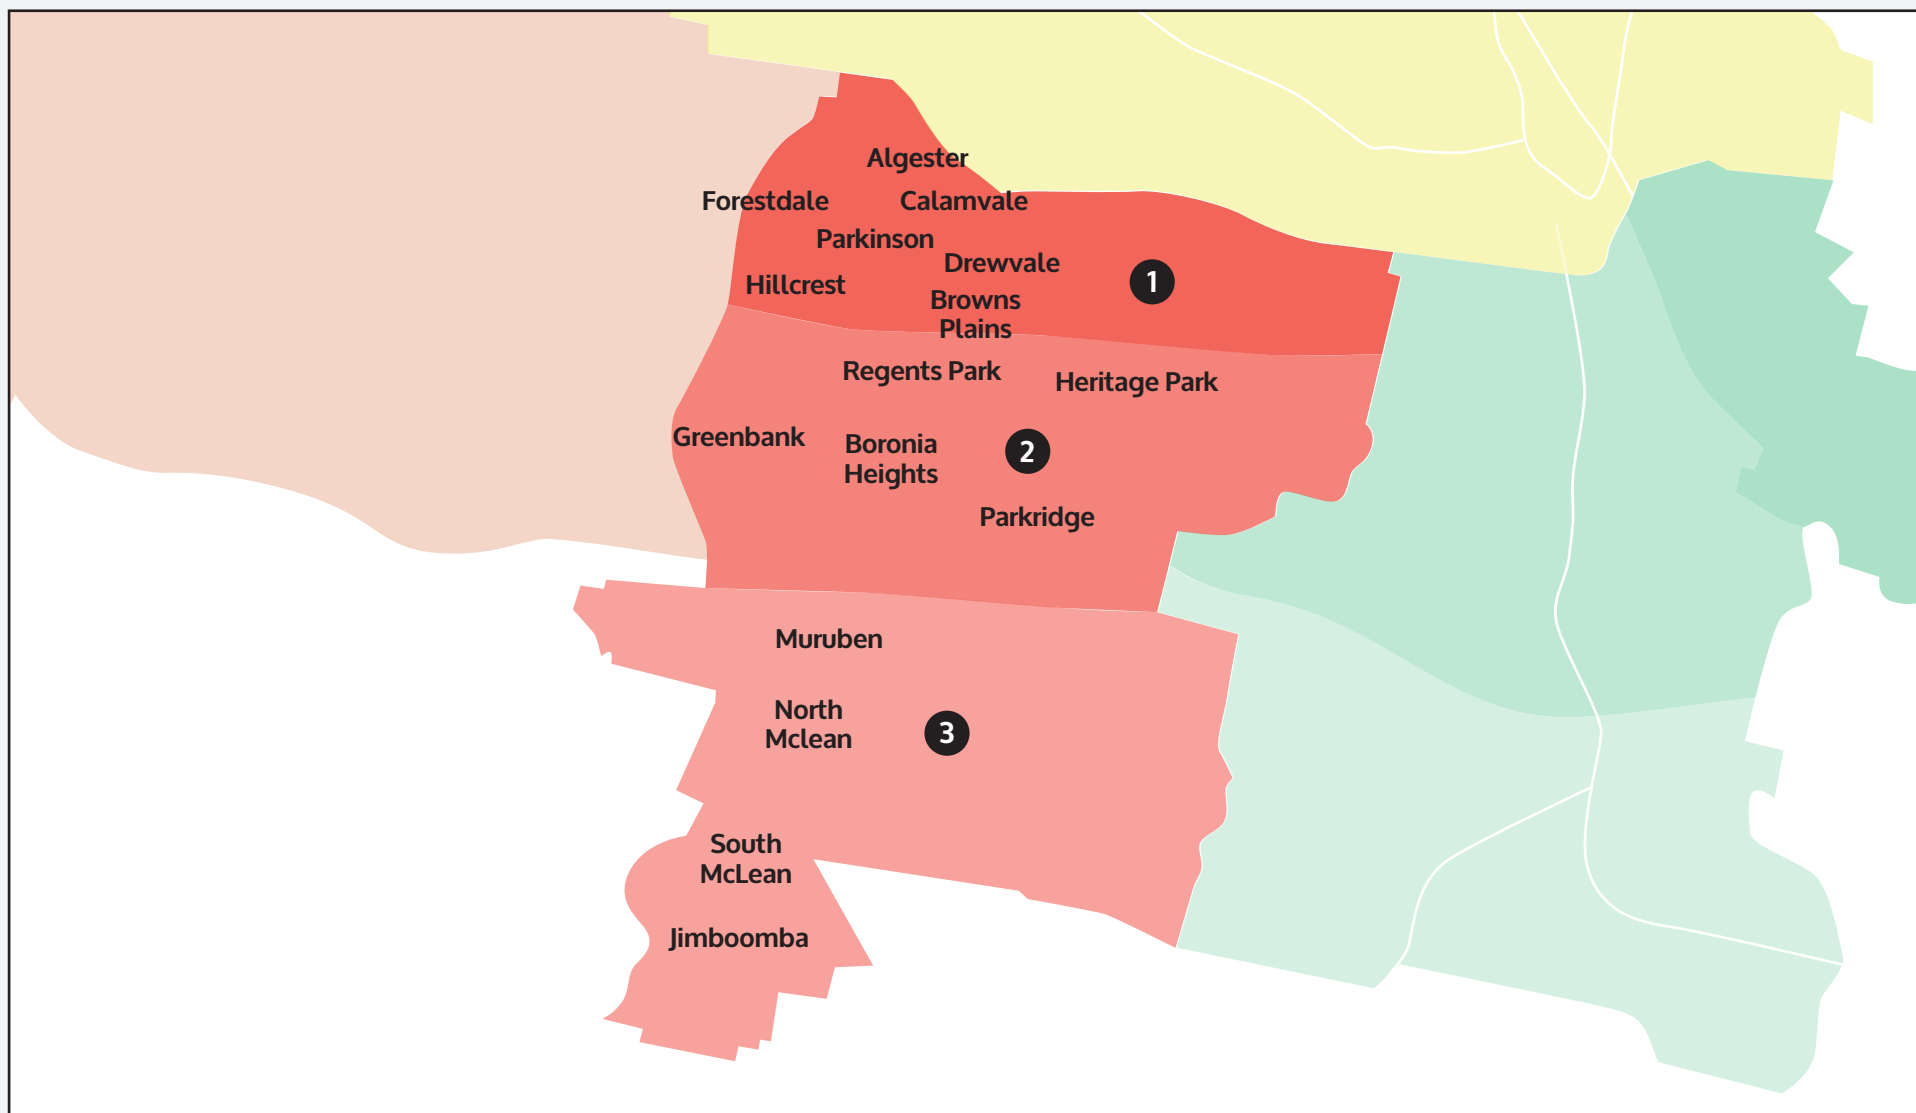 Algester
Forestdale
Calamvale
Parkinson
Drewvale
1
Hillcrest
Browns
Plains
Regents Park
Heritage Park
Greenbank
Boronia
Heights
2
Parkridge
Muruben
North
Mclean
3
South
McLean
Jimboomba